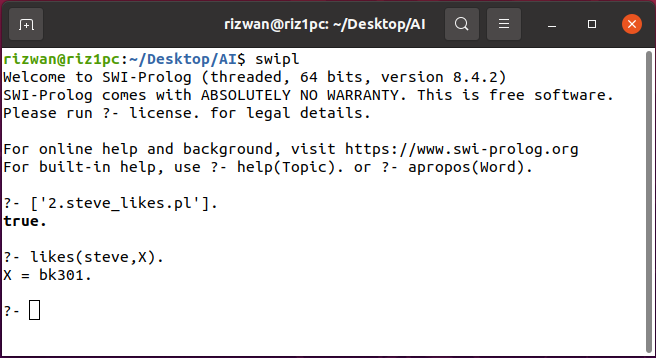 rizwan@riz1pc: ~/Desktop/AI
rizwan@riz1pc:~/Desktop/AI$ swipl
Welcome to SWI-Prolog (threaded, 64 bits, version 8.4.2)
SWI-Prolog comes with ABSOLUTELY NO WARRANTY. This is free software.
Please run ?- license. for legal details.
For online help and background, visit https://www.swi-prolog.org
For built-in help, use ?- help(Topic). or ?- apropos(Word).
?- ['2.steve_likes.pl'].
true.
?- likes(steve,X).
X = bk301.
?-